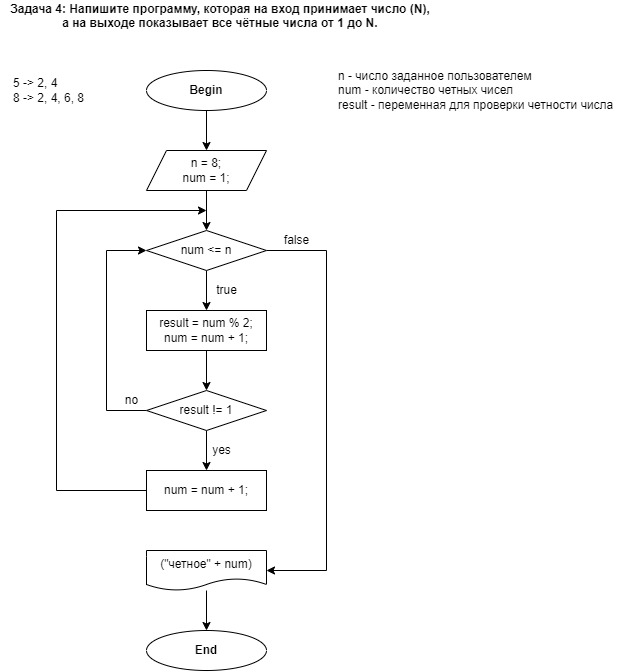 Задача 4: Напишите программу, которая на вход принимает число (N),
а на выходе показывает все чётные числа от 1 до N.
5 -> 2, 4
8 -> 2, 4, 6, 8
n - число заданное пользователем
num - количество четных чисел
result - переменная для проверки четности числа
Begin
n = 8;
num = 1;
num <= n
false
true
result = num % 2;
num = num + 1;
no
result != 1
yes
num = num + 1;
("четное" + num)
End